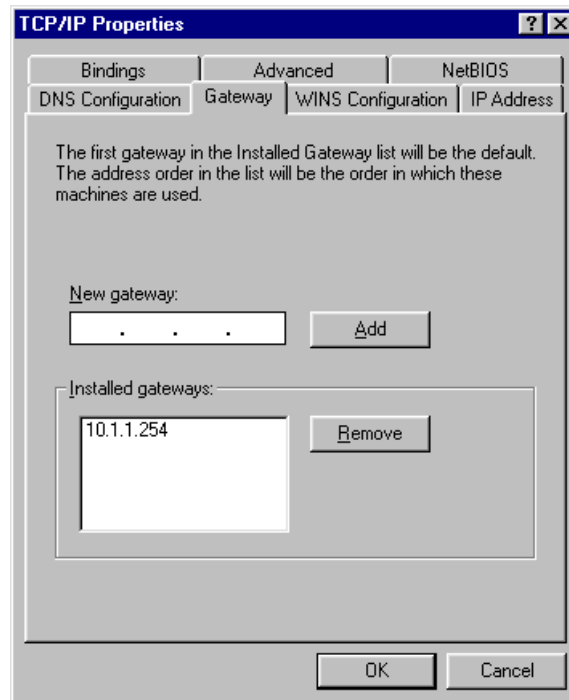 TCP/IP Properties
? ×
Bindings Advanced NetBIOS
DNS Configuration Gateway WINS Configuration IP Address
The first gateway in the Installed Gateway list will be the default.
The address order in the list will be the order in which these
machines are used.
New gateway:
. . .
Add
Installed gateways:
10.1.1.254
Remove
OK Cancel